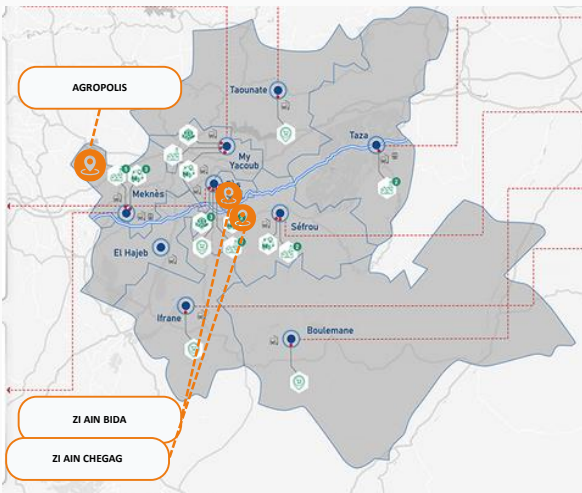 AGROPOLIS
Taounate
Taza
My
Yacoub
Meknès
Séfrou
El Hajeb
Ifrane
Boulemane
ZI AIN BIDA
ZI AIN CHEGAG